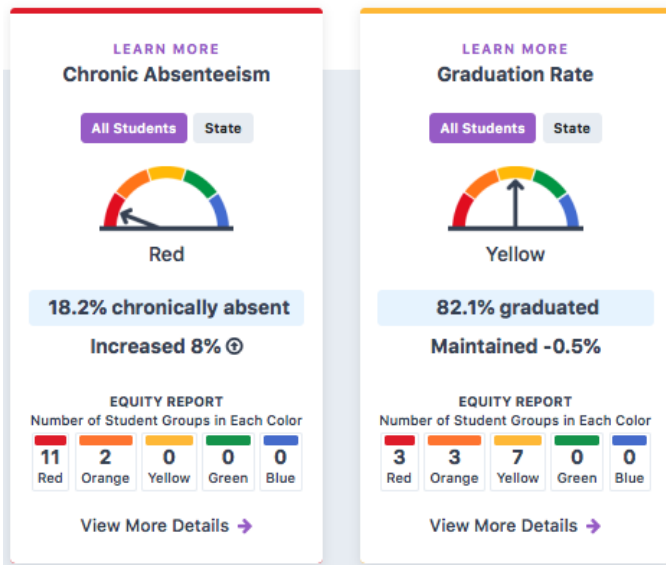 LEARN MORE
Chronic Absenteeism
All Students State
Red
18.2% chronically absent
Increased 8%
EQUITY REPORT
Number of Student Groups in Each Color
11 2 0 0 0
Red Orange Yellow Green Blue
View More Details
LEARN MORE
Graduation Rate
All Students State
Yellow
82.1% graduated
Maintained -0.5%
EQUITY REPORT
Number of Student Groups in Each Color
3 3 7 0 0
Red Orange Yellow Green Blue
View More Details